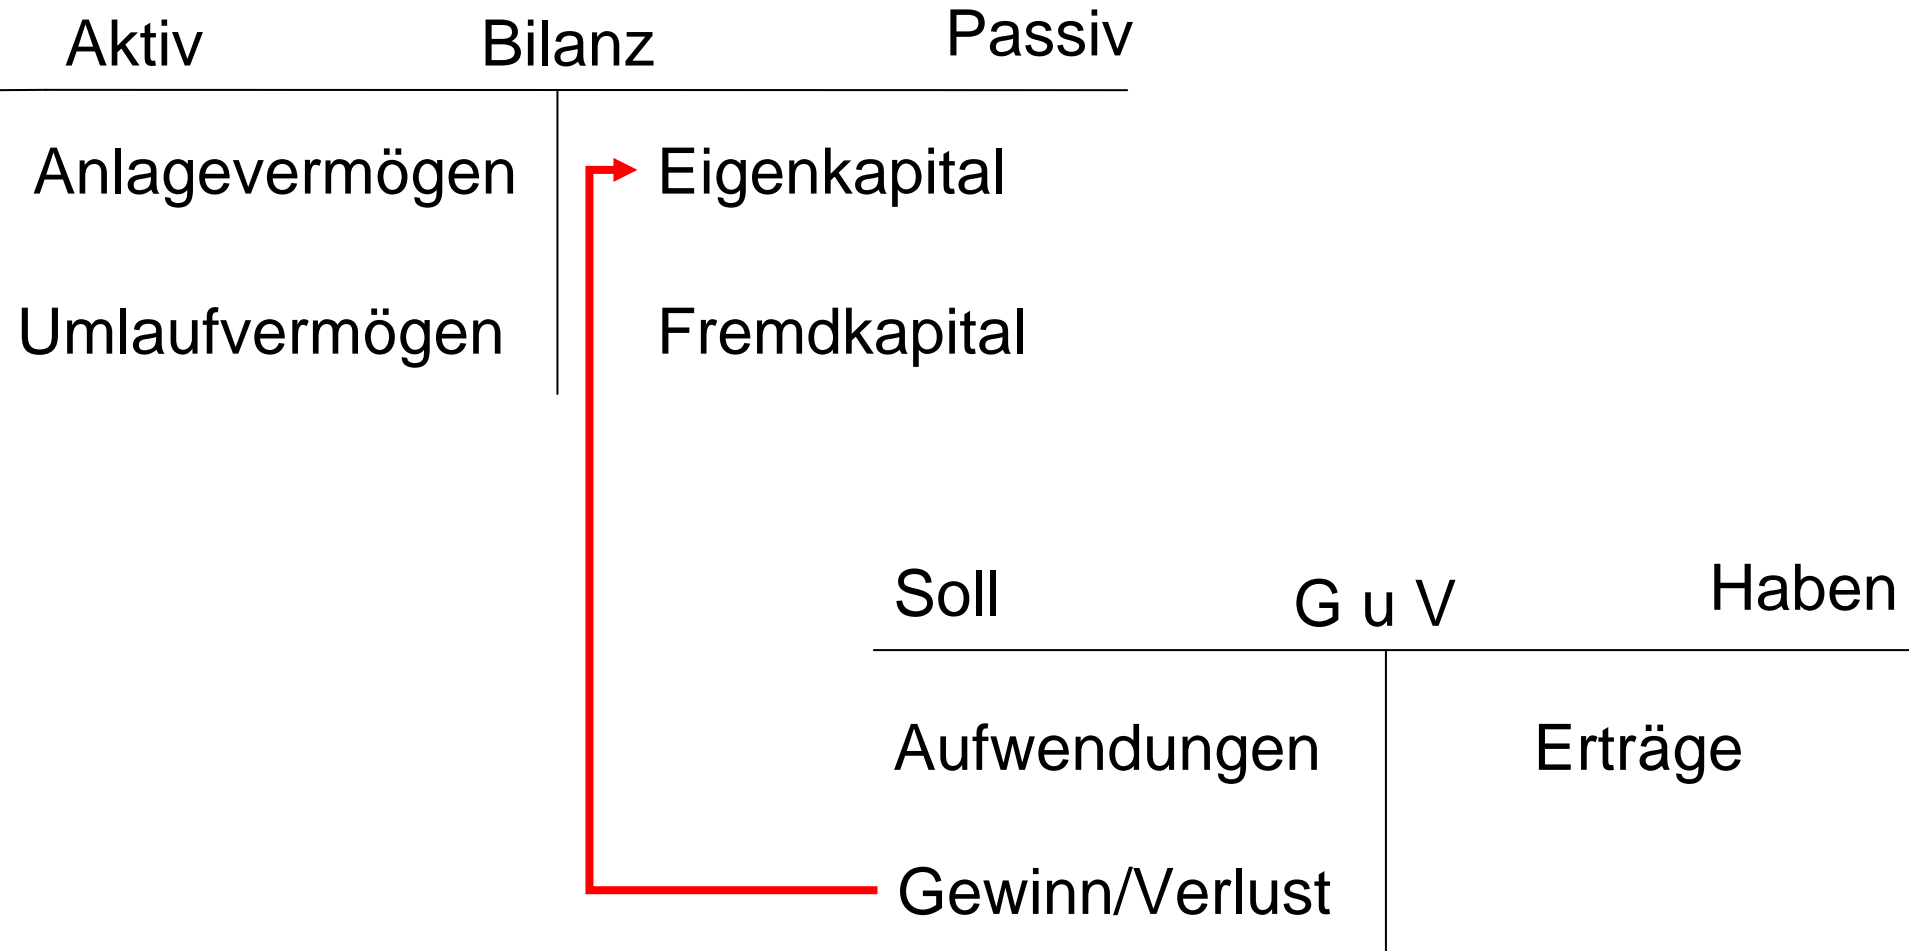 Aktiv Bilanz Passiv
Anlagevermögen Eigenkapital
Umlaufvermögen Fremdkapital
Soll G u V Haben
Aufwendungen Erträge
Gewinn/Verlust